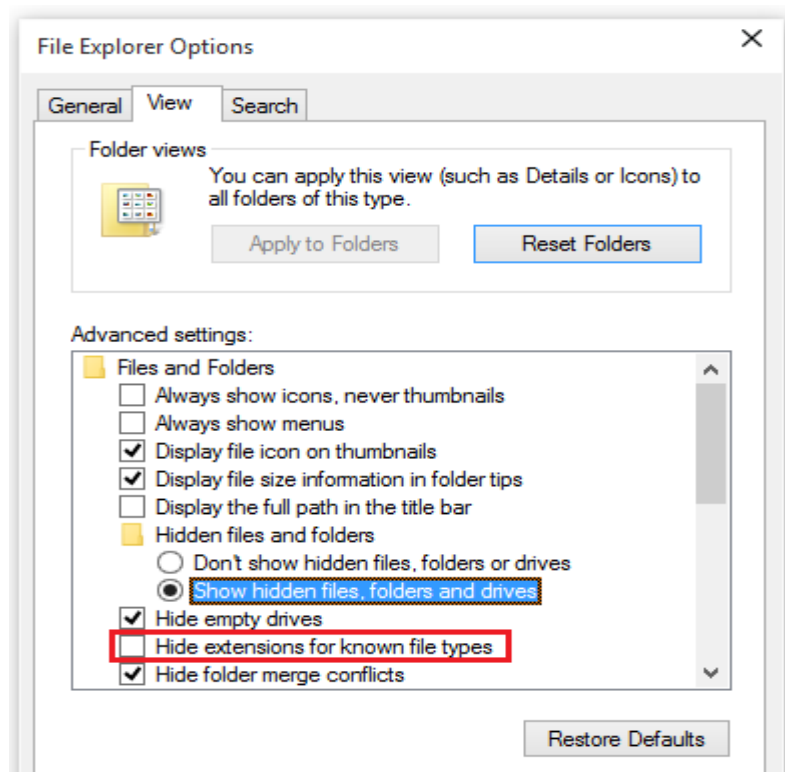 File Explorer Options
General
View
Search
Folder views
You can apply this view (such as Details or Icons) to
all folders of this type.
Apply to Folders
Reset Folders
Advanced settings:
Files and Folders
Always show icons, never thumbnails
Always show menus
Display file icon on thumbnails
Display file size information in folder tips
Display the full path in the title bar
Hidden files and folders
Don't show hidden files, folders or drives
Show hidden files, folders and drives
Hide empty drives
Hide extensions for known file types
Hide folder merge conflicts
Restore Defaults